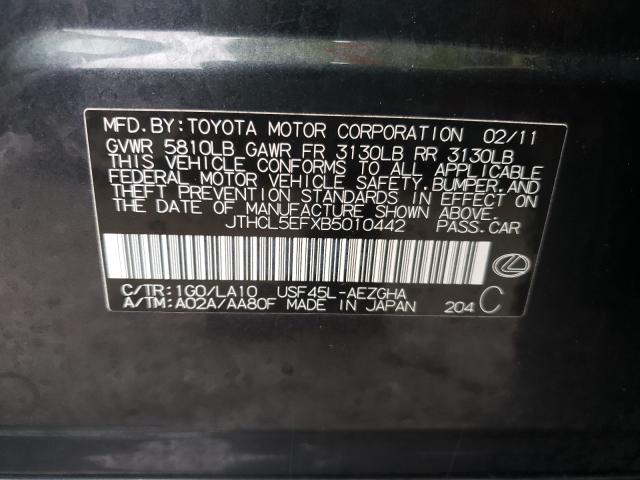 MFD.BY:TOYOTA MOTOR CORPORATION 02/11
GVWR 5810LB GAWR FR 3130LB RR 3130LB
THIS VEHICLE CONFORMS TO ALL APPLICABLE
FEDERAL MOTOR VEHICLE SAFETY,BUMPER,AND
THEFT PREVENTION STANDARDS IN EFFECT ON
THE DATE OF MANUFACTURE SHOWN ABOVE.
JTHCL5EFXB5010442 PASS.CAR
C/TR:1G0/LA10 USF45L-AEZGHA
A/TM:A02A/AA80F MADE IN JAPAN 204 C